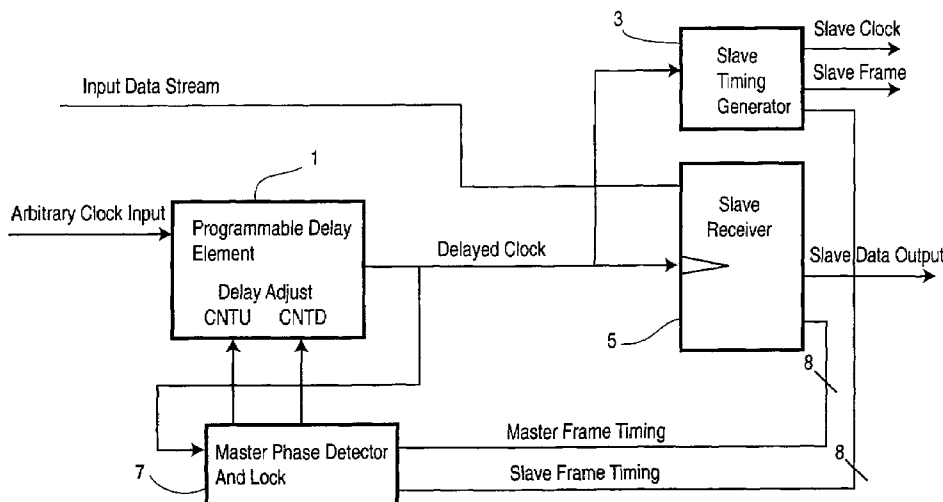 3
Slave Clock
Slave
Timing
Generator
Slave Frame
Input Data Stream
1
Arbitrary Clock Input
Programmable Delay
Element
Delay Adjust
CNTU CNTD
Delayed Clock
Slave
Receiver
Slave Data Output
5
8
Master Frame Timing
8
7
Master Phase Detector
And Lock
Slave Frame Timing